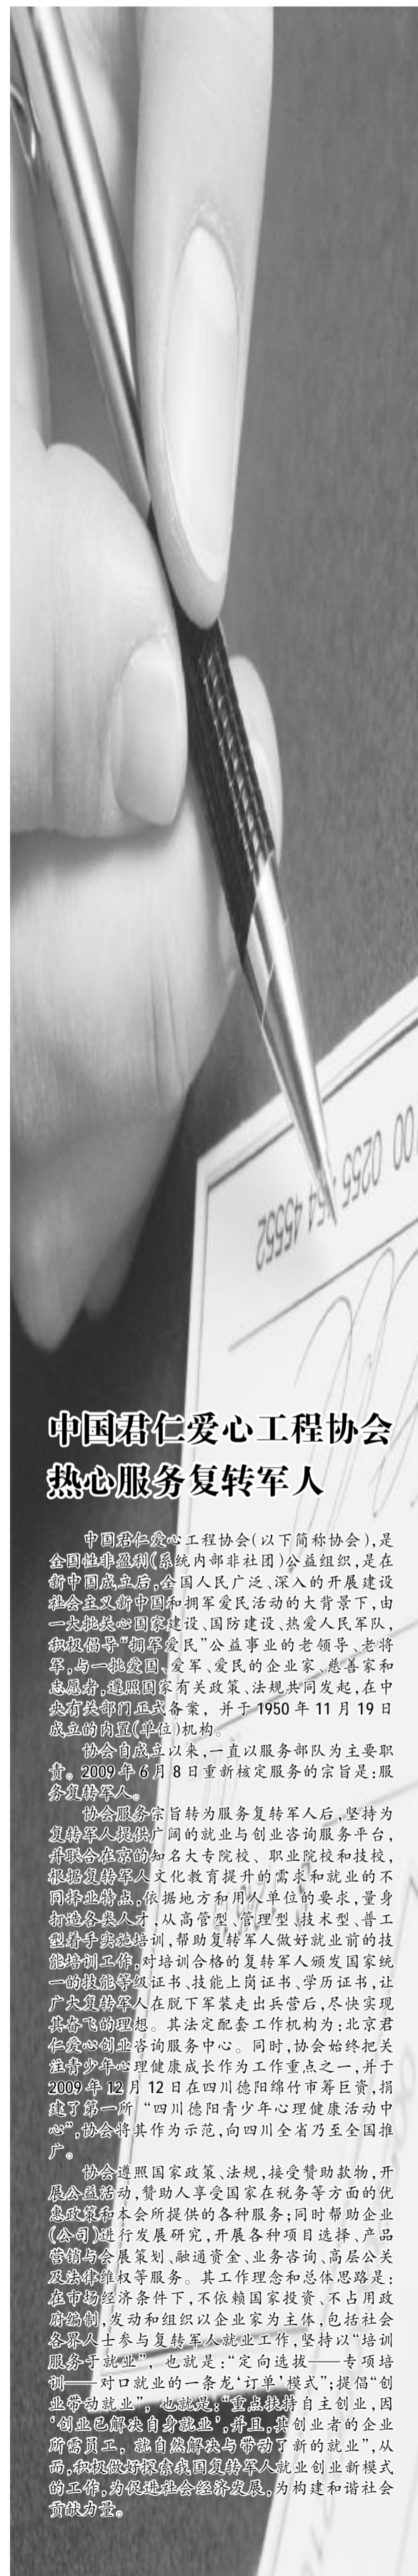 00 0255 454 45552
中国君仁爱心工程协会
热心服务复转军人
中国君仁爱心工程协会(以下简称协会),是
全国性非盈利(系统内部非社团)公益组织,是在
新中国成立后,全国人民广泛、深入的开展建设
社会主义新中国和拥军爱民活动的大背景下,由
一大批关心国家建设、国防建设、热爱人民军队,
积极倡导“拥军爱民”公益事业的老领导、老将
军,与一批爱国、爱军、爱民的企业家、慈善家和
志愿者,遵照国家有关政策、法规共同发起,在中
央有关部门正式备案，并于1950年11月19日
成立的内置(单位)机构。
协会自成立以来,一直以服务部队为主要职
责。2009年6月8日重新核定服务的宗旨是:服
务复转军人。
协会服务宗旨转为服务复转军人后,坚持为
复转军人提供广阔的就业与创业咨询服务平台,
并联合在京的知名大专院校、职业院校和技校,
根据复转军人文化教育提升的需求和就业的不
同择业特点,依据地方和用人单位的要求,量身
打造各类人才,从高管型、管理型、技术型、普工
型着手实施培训,帮助复转军人做好就业前的技
能培训工作,对培训合格的复转军人颁发国家统
一的技能等级证书、技能上岗证书、学历证书,让
广大复转军人在脱下军装走出兵营后,尽快实现
其奋飞的理想。其法定配套工作机构为:北京君
仁爱心创业咨询服务中心。同时,协会始终把关
注青少年心理健康成长作为工作重点之一,并于
2009年12月12日在四川德阳绵竹市筹巨资,捐
建了第一所“四川德阳青少年心理健康活动中
心”,协会将其作为示范,向四川全省乃至全国推
广。
协会遵照国家政策、法规,接受赞助款物,开
展公益活动,赞助人享受国家在税务等方面的优
惠政策和本会所提供的各种服务;同时帮助企业
(公司)进行发展研究,开展各种项目选择、产品
营销与会展策划、融通资金、业务咨询、高层公关
及法律维权等服务。其工作理念和总体思路是:
在市场经济条件下,不依赖国家投资、不占用政
府编制,发动和组织以企业家为主体,包括社会
各界人士参与复转军人就业工作,坚持以“培训
服务于就业”，也就是:“定向选拔——专项培
训——对口就业的一条龙‘订单’模式”;提倡“创
业带动就业”，也就是:“重点扶持自主创业,因
‘创业已解决自身就业’,并且,其创业者的企业
所需员工，就自然解决与带动了新的就业”,从
而,积极做好探索我国复转军人就业创业新模式
的工作,为促进社会经济发展,为构建和谐社会
贡献力量。